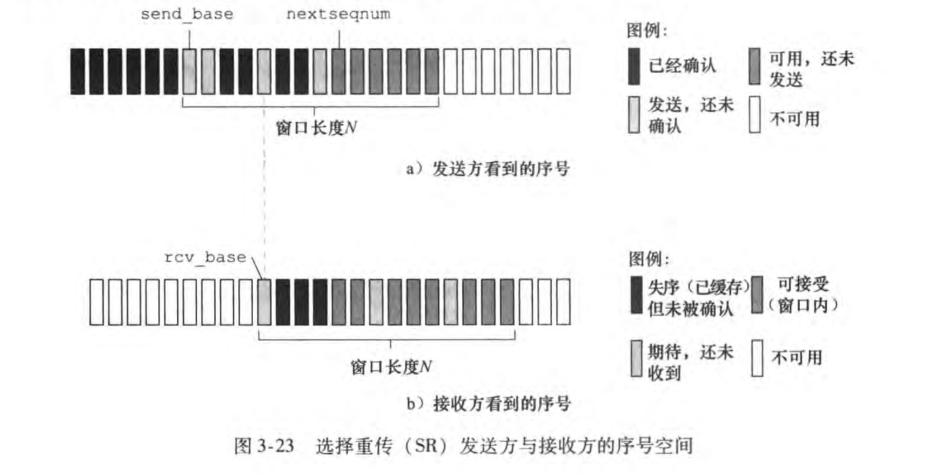 send_base
nextseqnum
窗口长度N
a）发送方看到的序号
图例：
已经确认
可用，还未
发送
发送，还未
确认
不可用
rcv_base
窗口长度N
b）接收方看到的序号
图例：
失序（已缓存）
但未被确认
可接受
（窗口内）
期待，还未
收到
不可用
图 3-23 选择重传（SR）发送方与接收方的序号空间